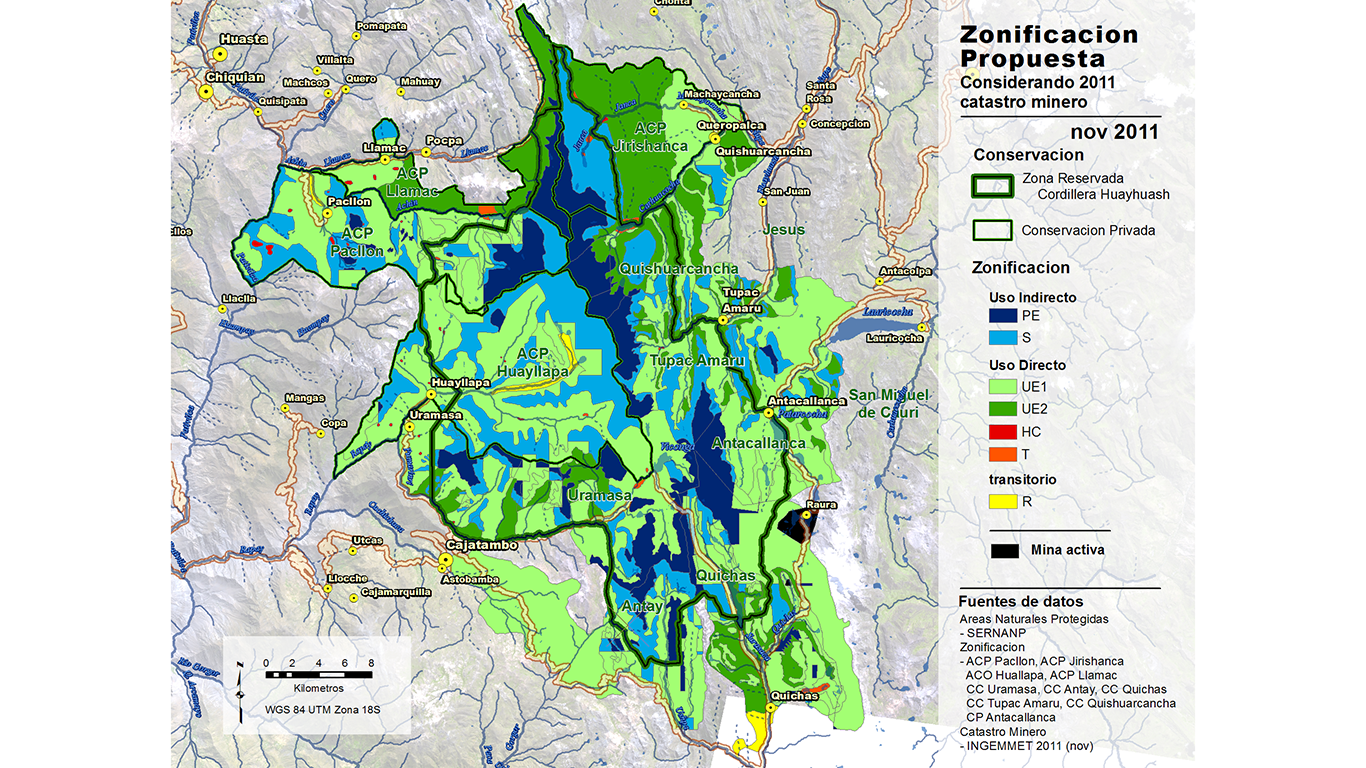 Zonificacion
Propuesta
Considerando 2011
catastro minero
nov 2011
Conservacion
Zona Reservada
Cordillera Huayhuash
Conservacion Privada
Zonificacion
Uso Indirecto
PE
S
Uso Directo
UE1
UE2
HC
T
transitorio
R
Mina activa
Fuentes de datos
Areas Naturales Protegidas
- SERNANP
Zonificacion
- ACP Pacllon, ACP Jirishanca
ACO Huallapa, ACP Llamac
CC Uramasa, CC Antay, CC Quichas
CC Tupac Amaru, CC Quishuarcancha
CP Antacallanca
Catastro Minero
- INGEMMET 2011 (nov)
Chonta
Pomapata
Huasta
Villalta
Chiquian
Machcos
Quero
Mahuay
Quisipata
Machaycancha
Santa
Rosa
Concepcion
Queropalca
Quishuarcancha
ACP
Jirishanca
Llamac
Pocpa
Llamac
Llamac
ACP
Llamac
San Juan
Pacllon
ACP
Pacllon
Jesus
Quishuarcancha
Antacolpa
Llaclla
Tupac
Amaru
Lauricocha
Lauricocha
ACP
Huayllapa
Tupac Amaru
Huayllapa
Mangas
Uramasa
Copa
Antacallanca
San Miguel
de Cauri
Antacallanca
Uramasa
Raura
Utcas
Cajatambo
Astobamba
Llocche
Cajamarquilla
Quichas
Antay
Quichas
N
0 2 4 6 8
Kilometros
WGS 84 UTM Zona 18S